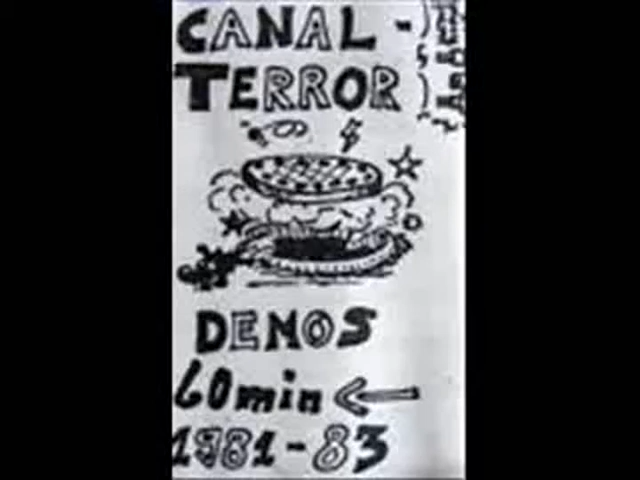 CANAL-
TERROR
DEMOS
60min
1981-83